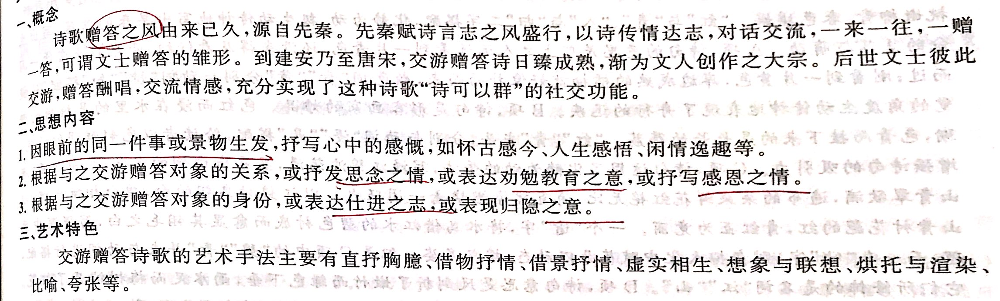 一、概念
诗歌赠答之风由来已久，源自先秦。先秦赋诗言志之风盛行，以诗传情达志，对话交流，一来一往，一赠
一答，可谓文士赠答的雏形。到建安乃至唐宋，交游赠答诗日臻成熟，渐为文人创作之大宗。后世文士彼此
交游，赠答酬唱，交流情感，充分实现了这种诗歌“诗可以群”的社交功能。
二、思想内容
1. 因眼前的同一件事或景物生发，抒写心中的感慨，如怀古感今、人生感悟、闲情逸趣等。
2. 根据与之交游赠答对象的关系，或抒发思念之情，或表达劝勉教育之意，或抒写感恩之情。
3. 根据与之交游赠答对象的身份，或表达仕进之志，或表现归隐之意。
三、艺术特色
交游赠答诗歌的艺术手法主要有直抒胸臆、借物抒情、借景抒情、虚实相生、想象与联想、烘托与渲染、
比喻、夸张等。